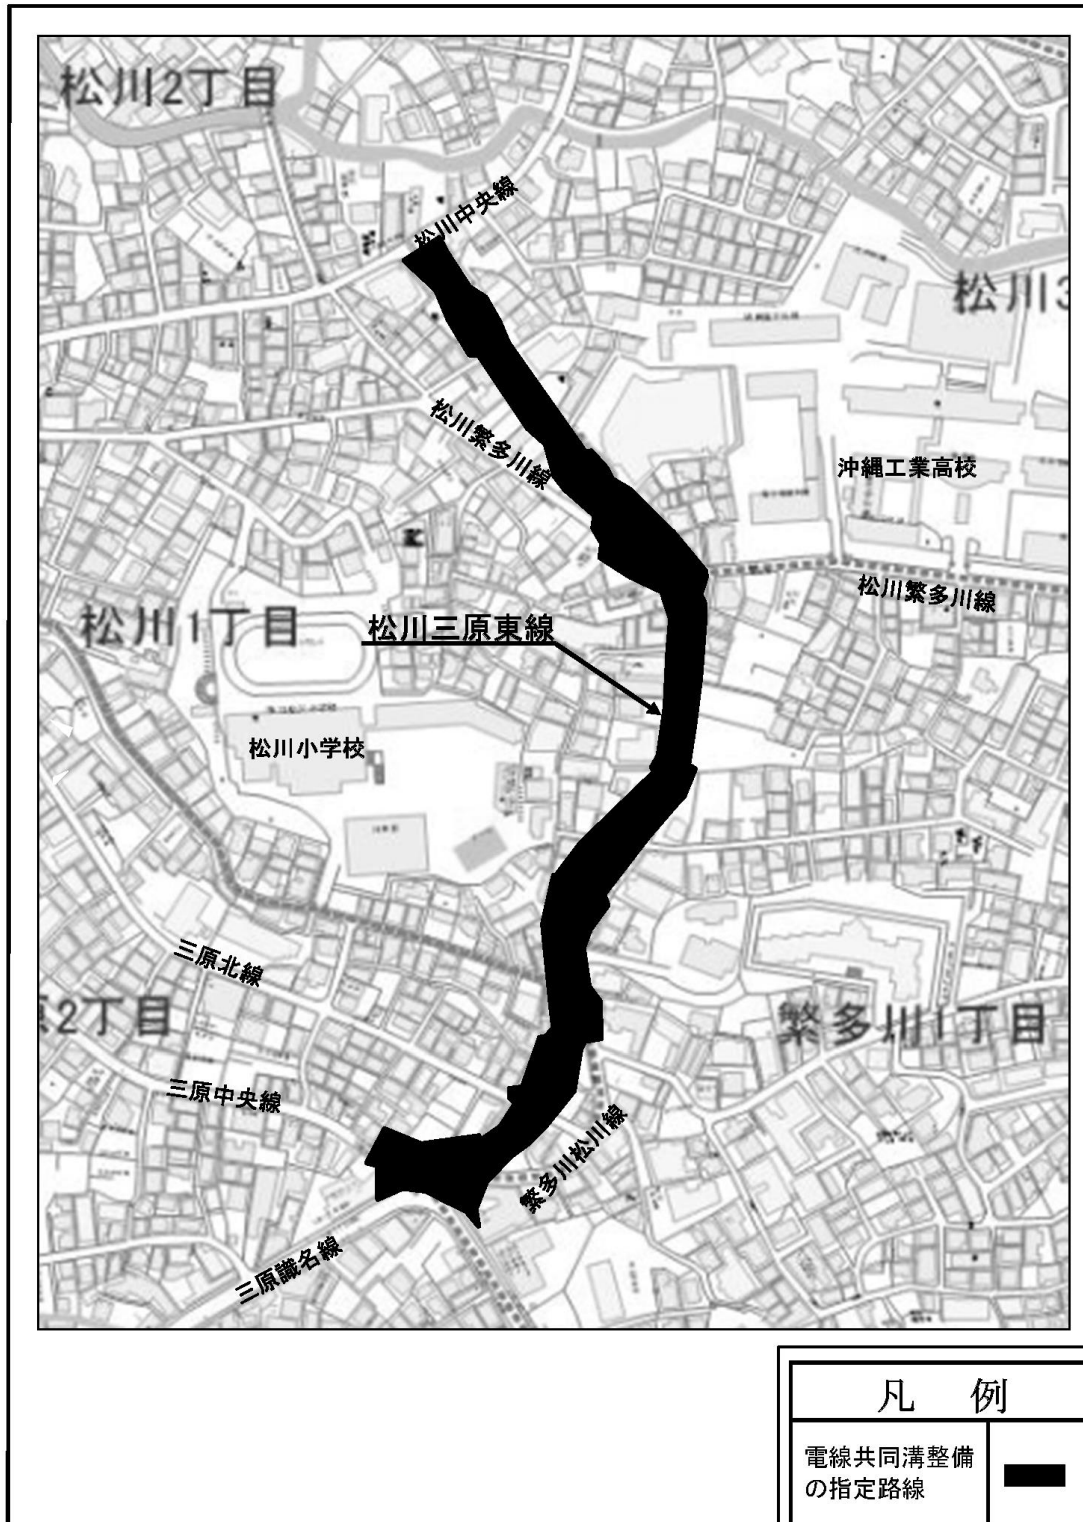 松川2丁目
松川中央線
松川3
松川繁多川線
沖縄工業高校
松川繁多川線
松川1丁目
松川三原東線
松川小学校
三原北線
原2丁目
繁多川1丁目
三原中央線
繁多川松川線
三原識名線
凡 例
電線共同溝整備
の指定路線